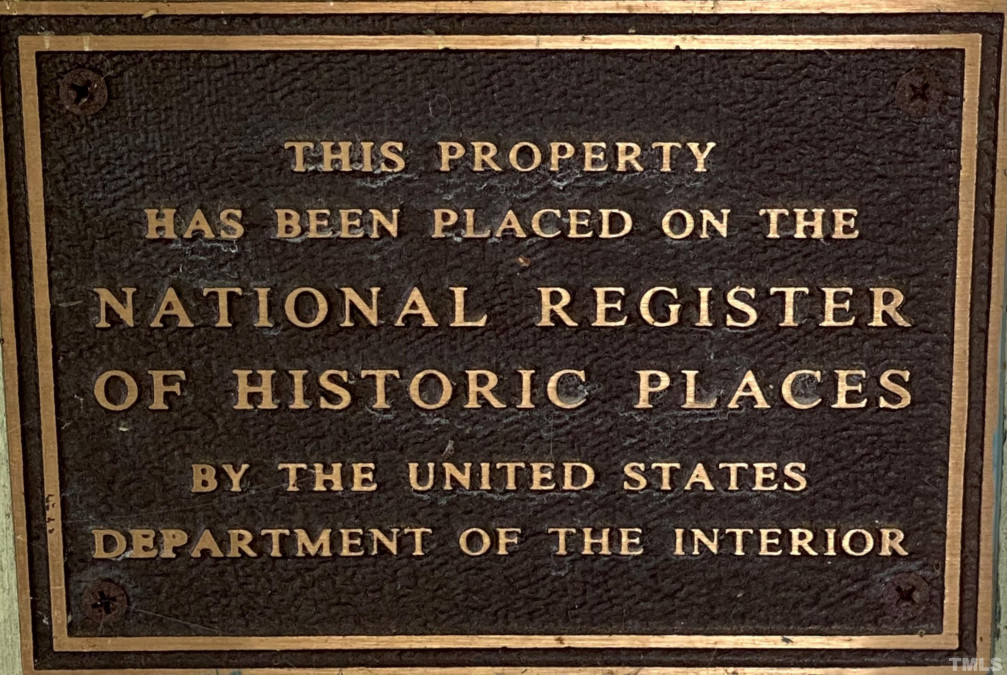 THIS PROPERTY
HAS BEEN PLACED ON THE
NATIONAL REGISTER
OF HISTORIC PLACES
BY THE UNITED STATES
DEPARTMENT OF THE INTERIOR
TMLS